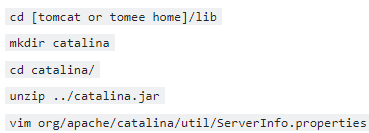 cd [tomcat or tomee home]/lib
mkdir catalina
cd catalina/
unzip ../catalina.jar
vim org/apache/catalina/util/ServerInfo.properties